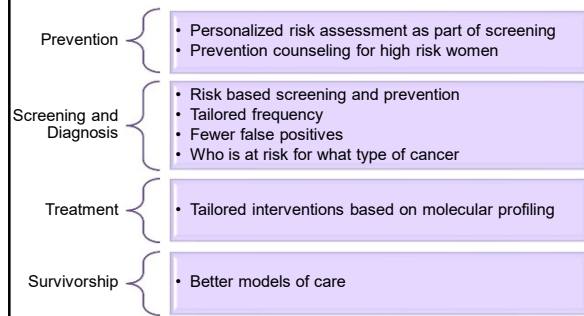 Prevention
• Personalized risk assessment as part of screening
• Prevention counseling for high risk women
Screening and
Diagnosis
• Risk based screening and prevention
• Tailored frequency
• Fewer false positives
• Who is at risk for what type of cancer
Treatment
• Tailored interventions based on molecular profiling
Survivorship
• Better models of care